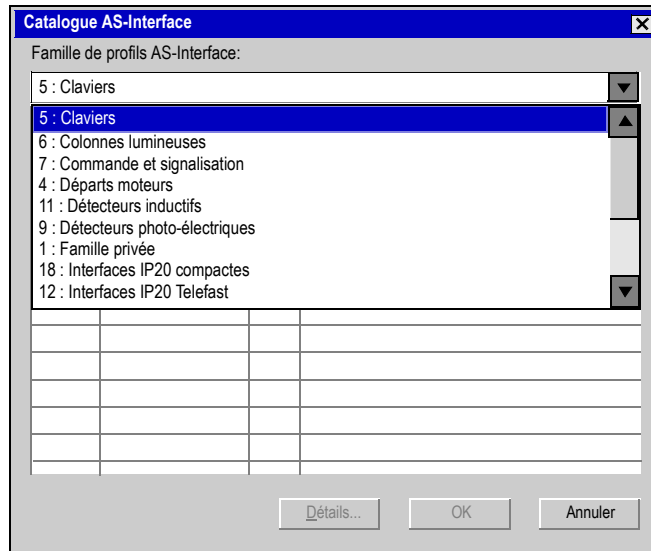 Catalogue AS-Interface
Famille de profils AS-Interface:
5 : Claviers
5 : Claviers
6 : Colonnes lumineuses
7 : Commande et signalisation
4 : Départs moteurs
11 : Détecteurs inductifs
9 : Détecteurs photo-électriques
1 : Famille privée
18 : Interfaces IP20 compactes
12 : Interfaces IP20 Telefast
Détails... OK Annuler